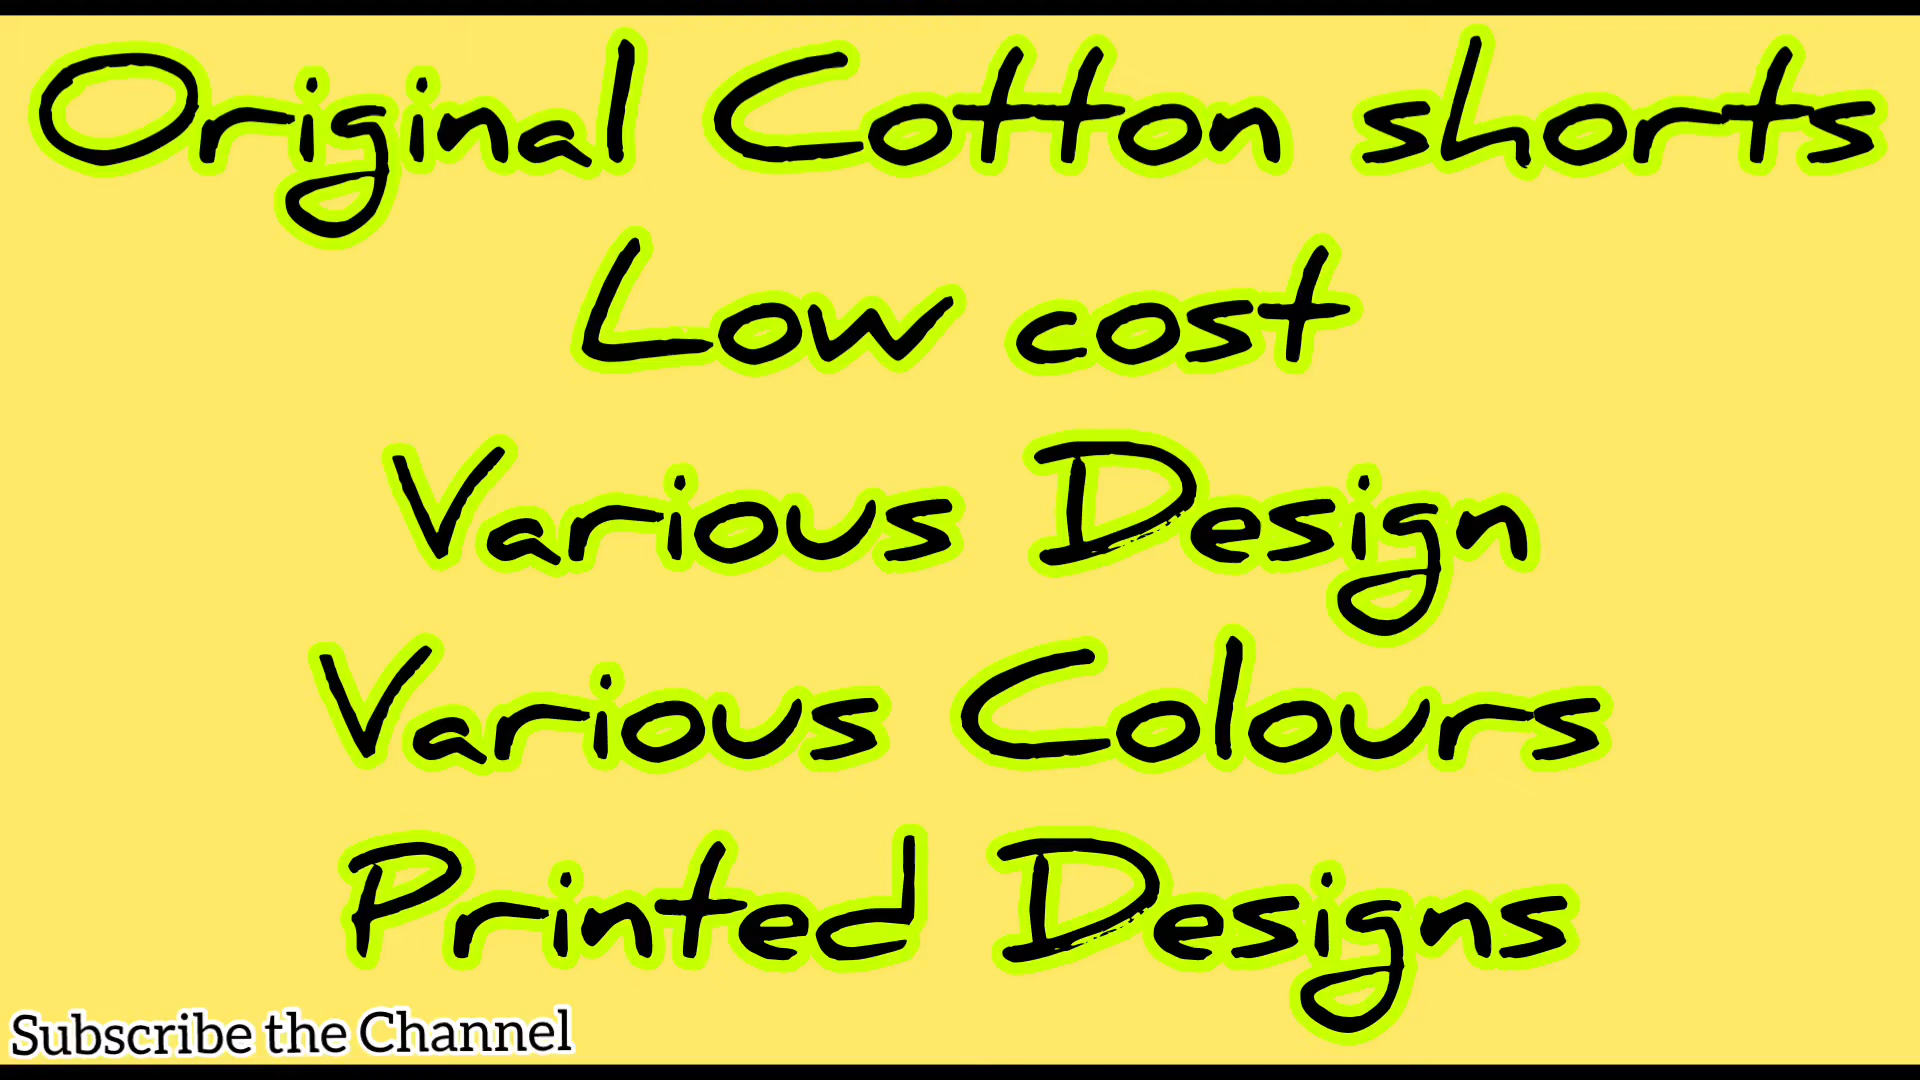 Original Cotton shorts
Low cost
Various Design
Various Colours
Printed Designs
Subscribe the Channel